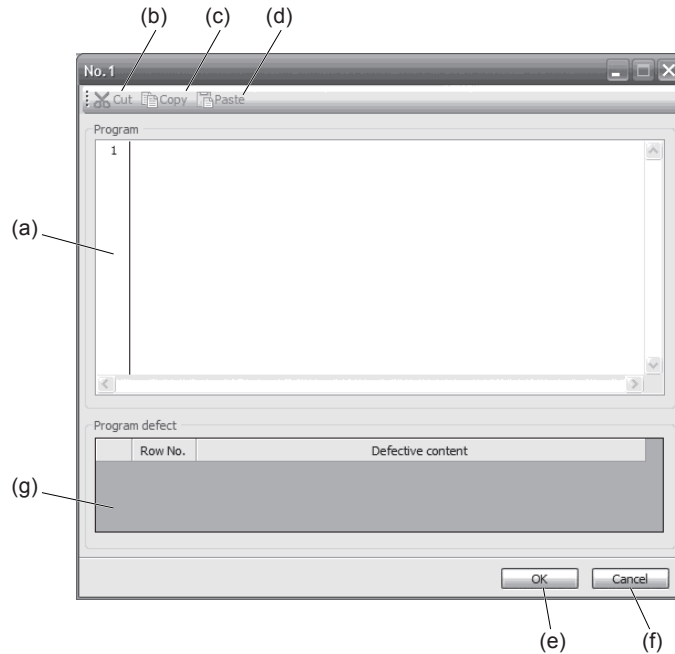 (b) (c) (d)
No.1
Cut Copy Paste
Program
1
(a)
Program defect
Row No. Defective content
(g)
OK Cancel
(e) (f)